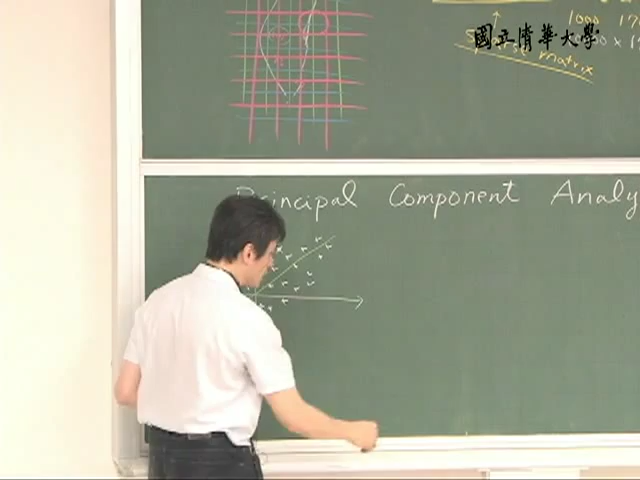 1000
國立清華大學
matrix
Principal Component Analy